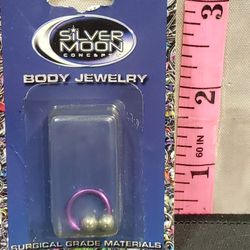 SILVER
MOON
CONCEPTS
BODY JEWELRY
SURGICAL GRADE MATERIALS
1
2
3
60 IN